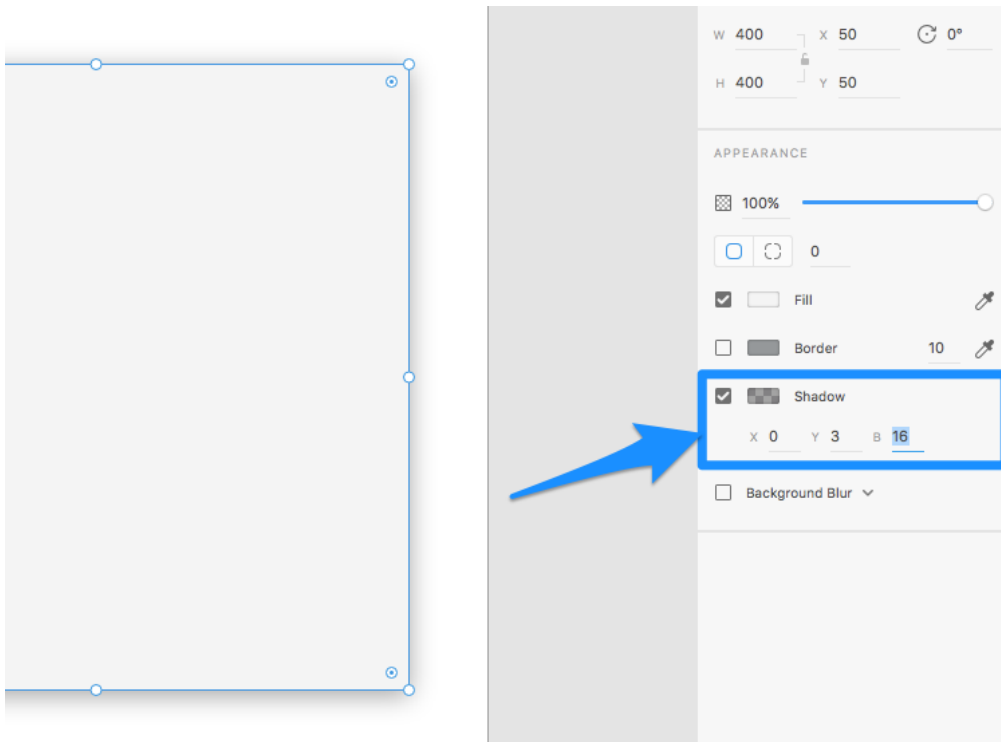 W 400 X 50 0°
H 400 Y 50
APPEARANCE
100%
0
Fill
Border 10
Shadow
X 0 Y 3 B 16
Background Blur